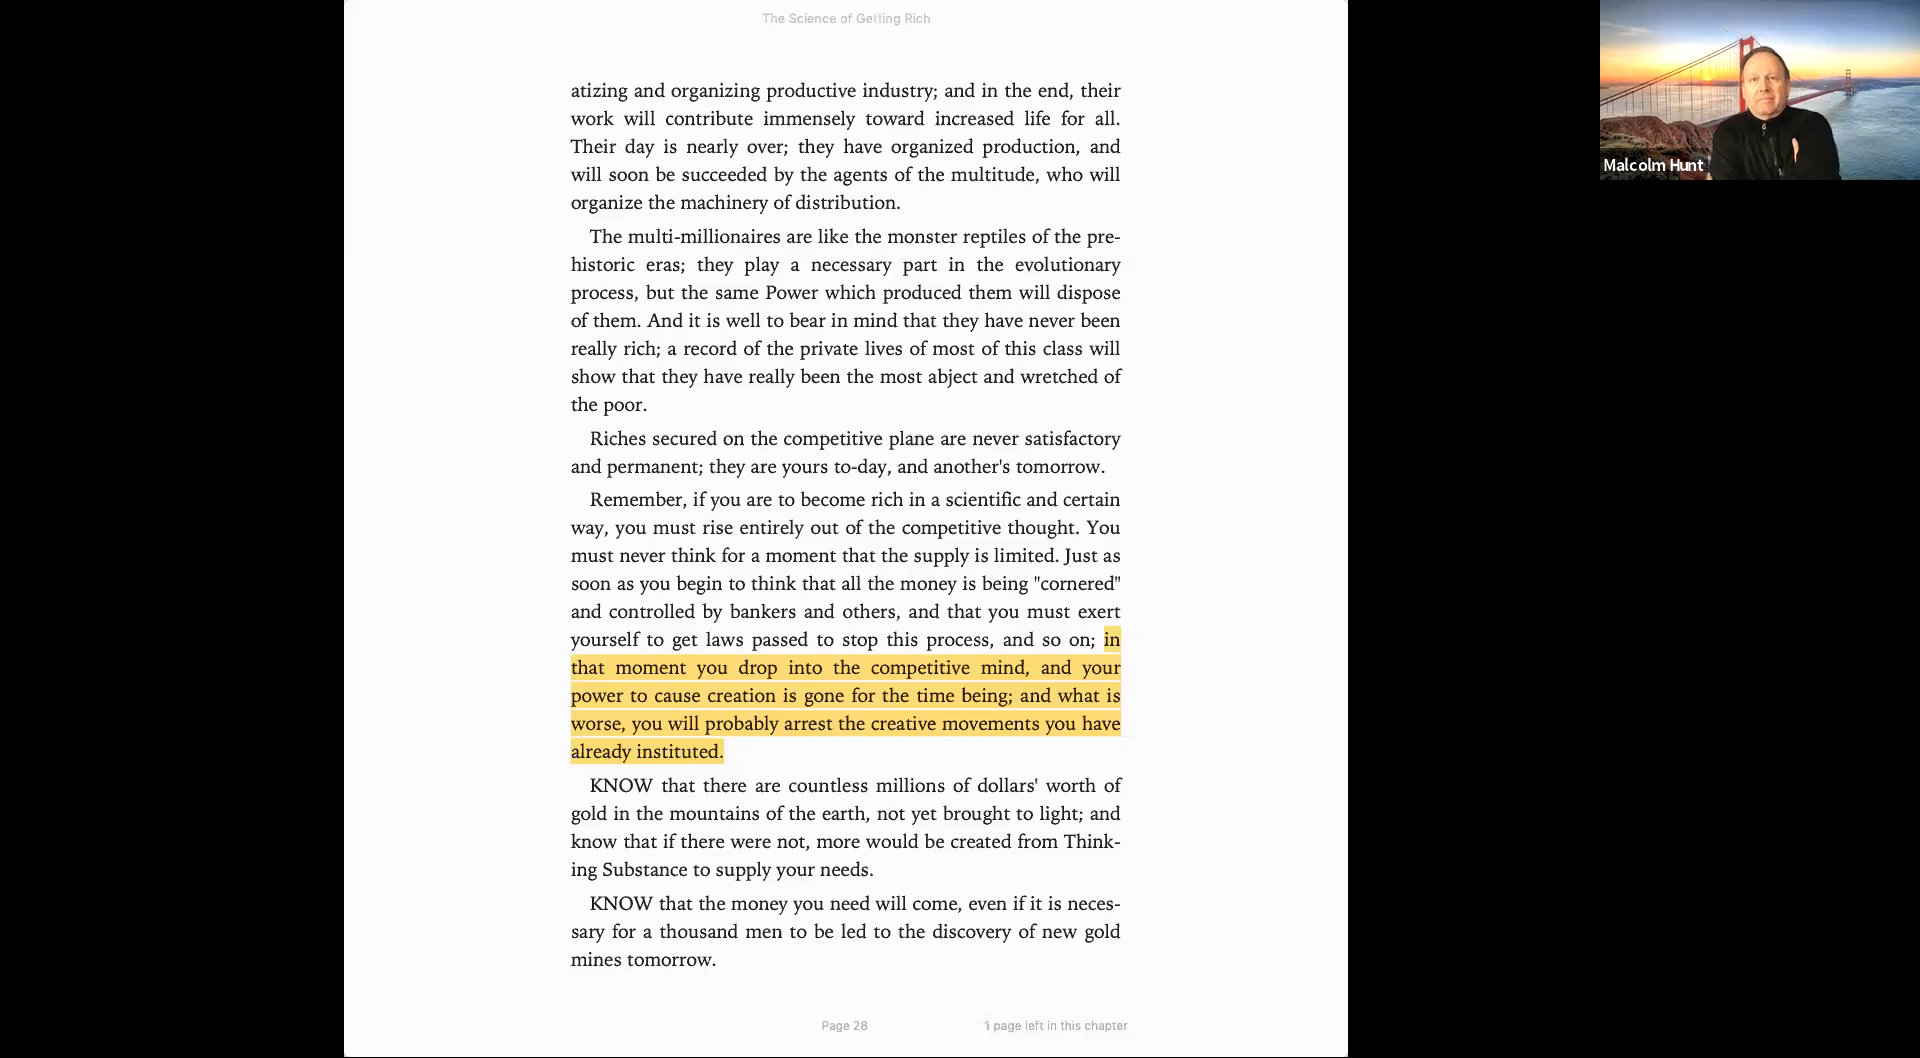 The Science of Getting Rich
atizing and organizing productive industry; and in the end, their
work will contribute immensely toward increased life for all.
Their day is nearly over; they have organized production, and
will soon be succeeded by the agents of the multitude, who will
organize the machinery of distribution.
The multi-millionaires are like the monster reptiles of the pre-
historic eras; they play a necessary part in the evolutionary
process, but the same Power which produced them will dispose
of them. And it is well to bear in mind that they have never been
really rich; a record of the private lives of most of this class will
show that they have really been the most abject and wretched of
the poor.
Riches secured on the competitive plane are never satisfactory
and permanent; they are yours to-day, and another's tomorrow.
Remember, if you are to become rich in a scientific and certain
way, you must rise entirely out of the competitive thought. You
must never think for a moment that the supply is limited. Just as
soon as you begin to think that all the money is being "cornered"
and controlled by bankers and others, and that you must exert
yourself to get laws passed to stop this process, and so on; in
that moment you drop into the competitive mind, and your
power to cause creation is gone for the time being; and what is
worse, you will probably arrest the creative movements you have
already instituted.
KNOW that there are countless millions of dollars' worth of
gold in the mountains of the earth, not yet brought to light; and
know that if there were not, more would be created from Think-
ing Substance to supply your needs.
KNOW that the money you need will come, even if it is neces-
sary for a thousand men to be led to the discovery of new gold
mines tomorrow.
Page 28
1 page left in this chapter
Malcolm Hunt